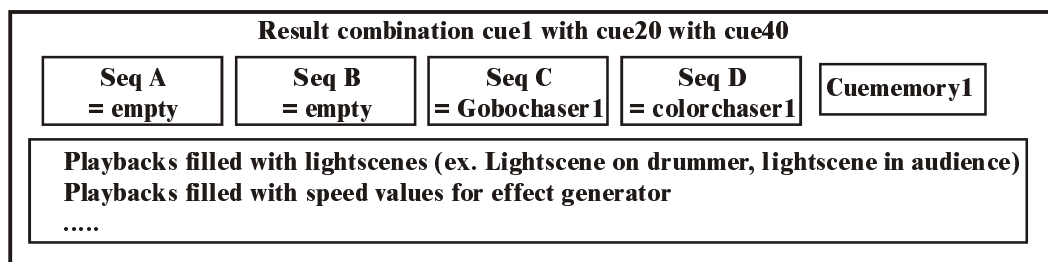 Result combination cue1 with cue20 with cue40
Seq A
= empty
Seq B
= empty
Seq C
= Gobochaser1
Seq D
= colorchaser1
Cuememory1
Playbacks filled with lightscenes (ex. Lightscene on drummer, lightscene in audience)
Playbacks filled with speed values for effect generator
.....